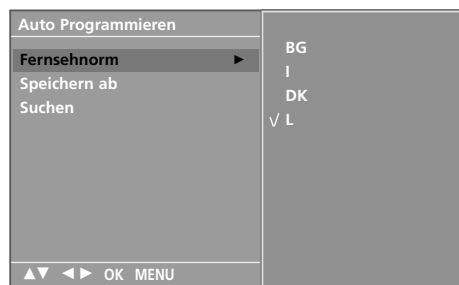 Auto Programmieren
Fernsehnorm ►
Speichern ab
Suchen
BG
I
DK
√ L
▲▼ ◄► OK MENU